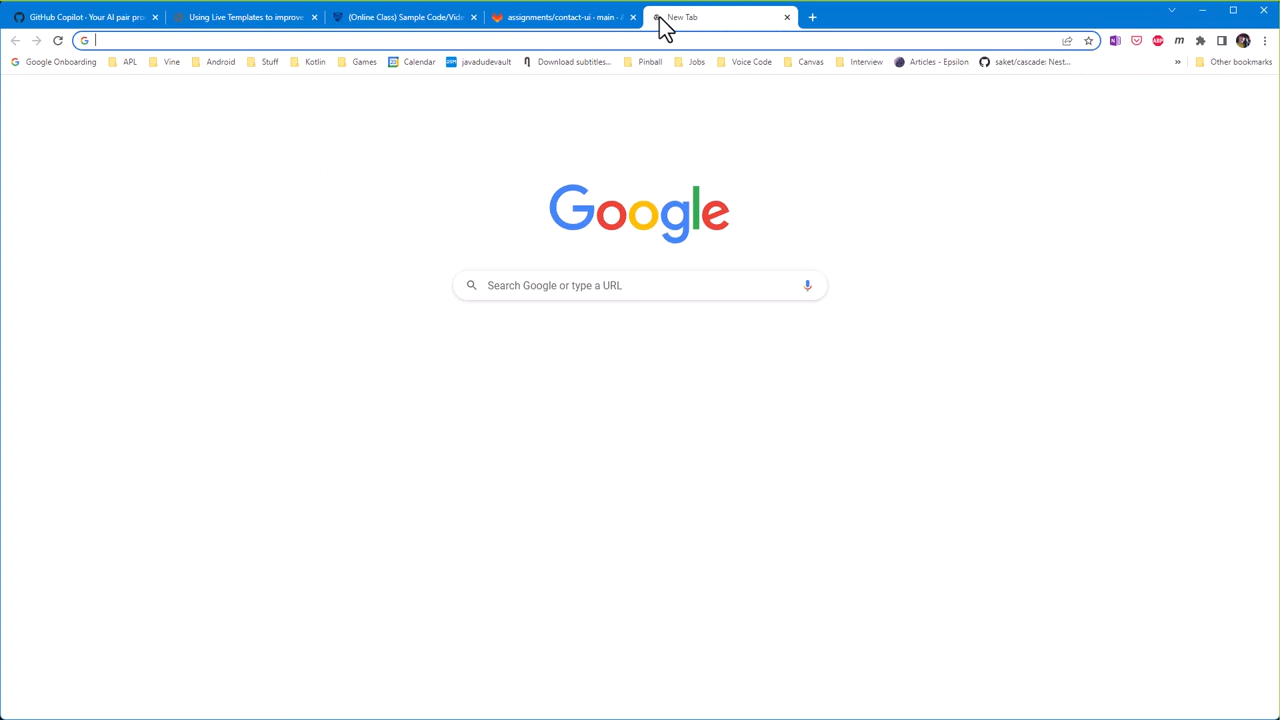 GitHub Copilot · Your AI pair pro
Using Live Templates to improve
(Online Class) Sample Code/Vide
assignments/contact-ui · main ·
New Tab
Google Onboarding
APL
Vine
Android
Stuff
Kotlin
Games
Calendar
javadudevault
Download subtitles...
Pinball
Jobs
Voice Code
Canvas
Interview
Articles - Epsilon
saket/cascade: Nest...
»
Other bookmarks
Google
Search Google or type a URL